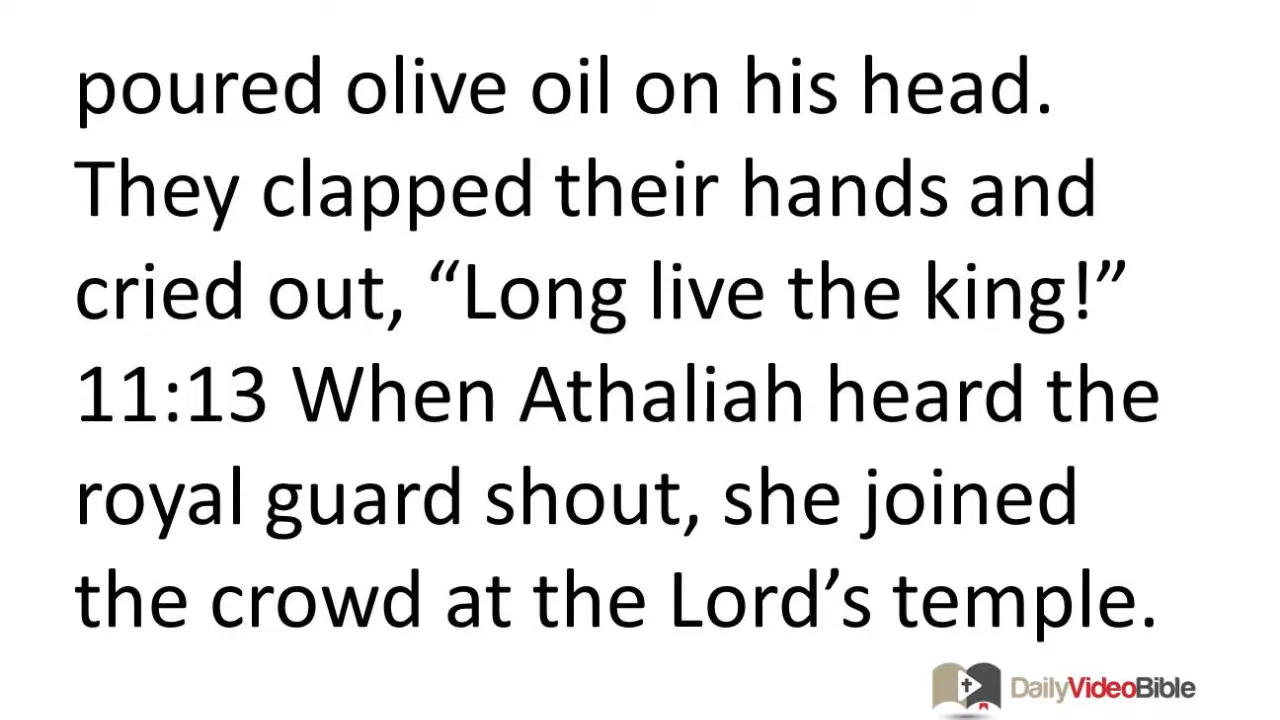 poured olive oil on his head.
They clapped their hands and
cried out, “Long live the king!”
11:13 When Athaliah heard the
royal guard shout, she joined
the crowd at the Lord’s temple.
DailyVideoBible